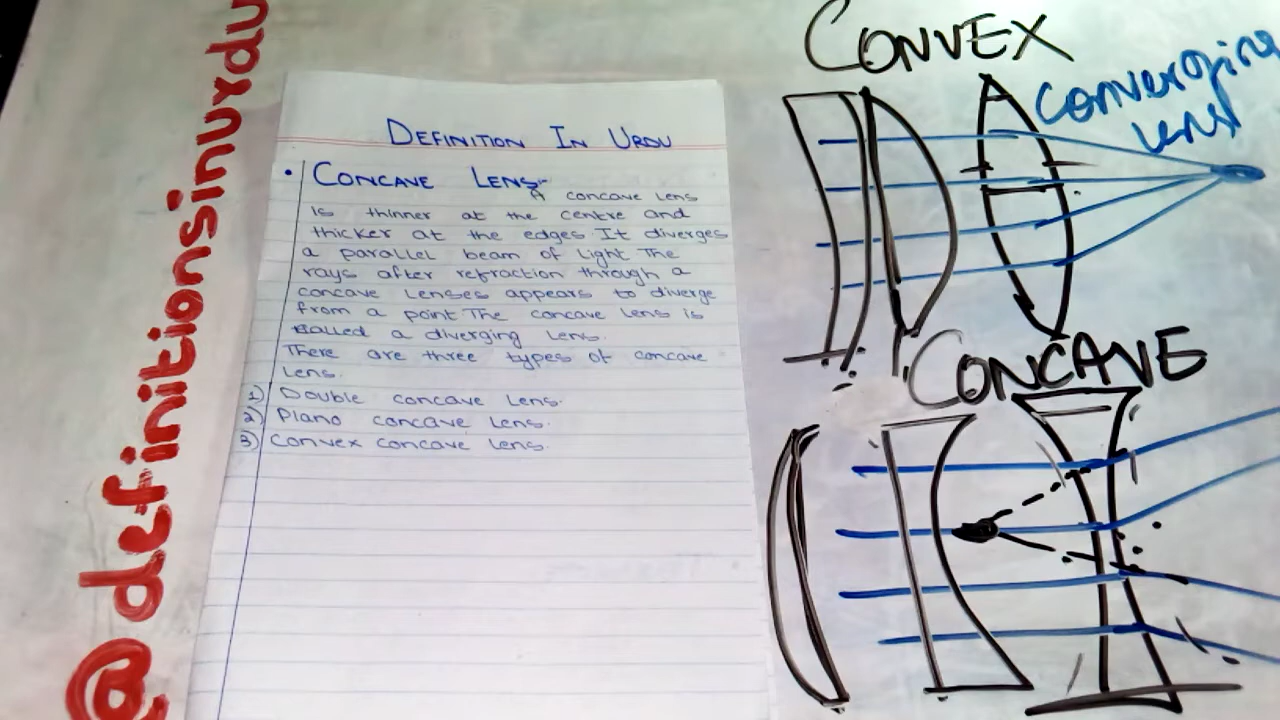 @definitionsinurdu
DEFINITION IN URDU
• CONCAVE LENS:-
A concave lens
is thinner at the centre and
thicker at the edges It diverges
a parallel beam of light The
rays after refraction through a
concave lenses appears to diverge
from a point The concave lens is
called a diverging lens.
There are three types of concave
lens.
1) Double concave lens.
2) Plano concave lens.
3) Convex concave lens.
CONVEX
Converging
lens
CONCAVE